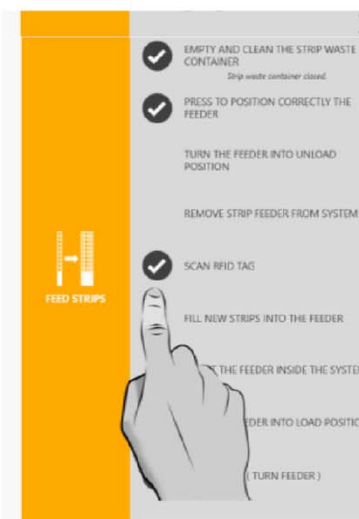 EMPTY AND CLEAN THE STRIP WASTE
CONTAINER
Strip waste container closed.
PRESS TO POSITION CORRECTLY THE
FEEDER
TURN THE FEEDER INTO UNLOAD
POSITION
REMOVE STRIP FEEDER FROM SYSTEM
SCAN RFID TAG
FEED STRIPS
FILL NEW STRIPS INTO THE FEEDER
THE FEEDER INSIDE THE SYSTE
INTO LOAD POSITIO
( TURN FEEDER )